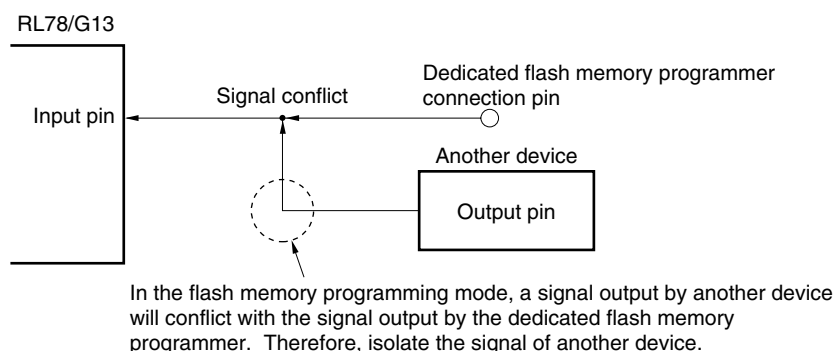 RL78/G13
Input pin
Signal conflict
Dedicated flash memory programmer
connection pin
Another device
Output pin
In the flash memory programming mode, a signal output by another device
will conflict with the signal output by the dedicated flash memory
programmer.  Therefore, isolate the signal of another device.